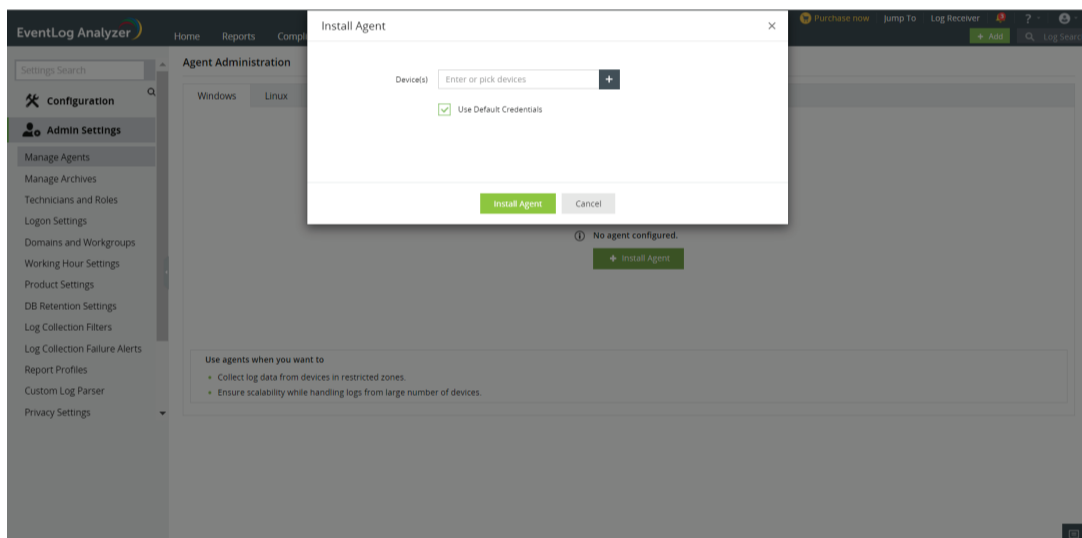 EventLog Analyzer
Home Reports Compli
Purchase now Jump To Log Receiver ?
+ Add Log Searc
Settings Search
Configuration
Admin Settings
Manage Agents
Manage Archives
Technicians and Roles
Logon Settings
Domains and Workgroups
Working Hour Settings
Product Settings
DB Retention Settings
Log Collection Filters
Log Collection Failure Alerts
Report Profiles
Custom Log Parser
Privacy Settings
Agent Administration
Windows Linux
Install Agent ×
Device(s) Enter or pick devices +
Use Default Credentials
Install Agent Cancel
No agent configured.
+ Install Agent
Use agents when you want to
Collect log data from devices in restricted zones.
Ensure scalability while handling logs from large number of devices.